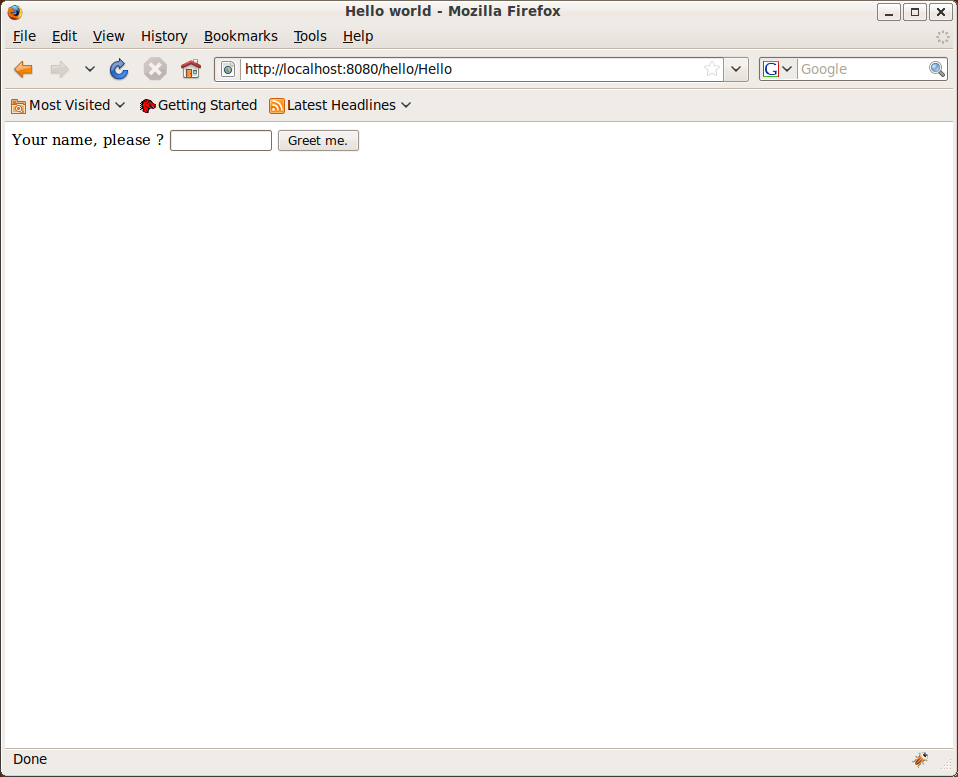 Hello world - Mozilla Firefox
File Edit View History Bookmarks Tools Help
http://localhost:8080/hello/Hello G Google
Most Visited Getting Started Latest Headlines
Your name, please ? Greet me.
Done